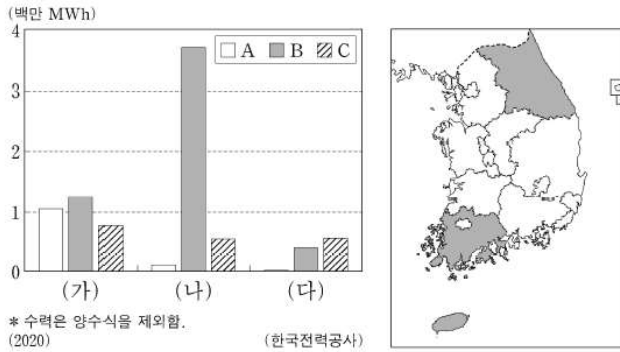 (백만 MWh)
4
A B C
3
2
1
0
(가) (나) (다)
* 수력은 양수식을 제외함.
(2020) (한국전력공사)